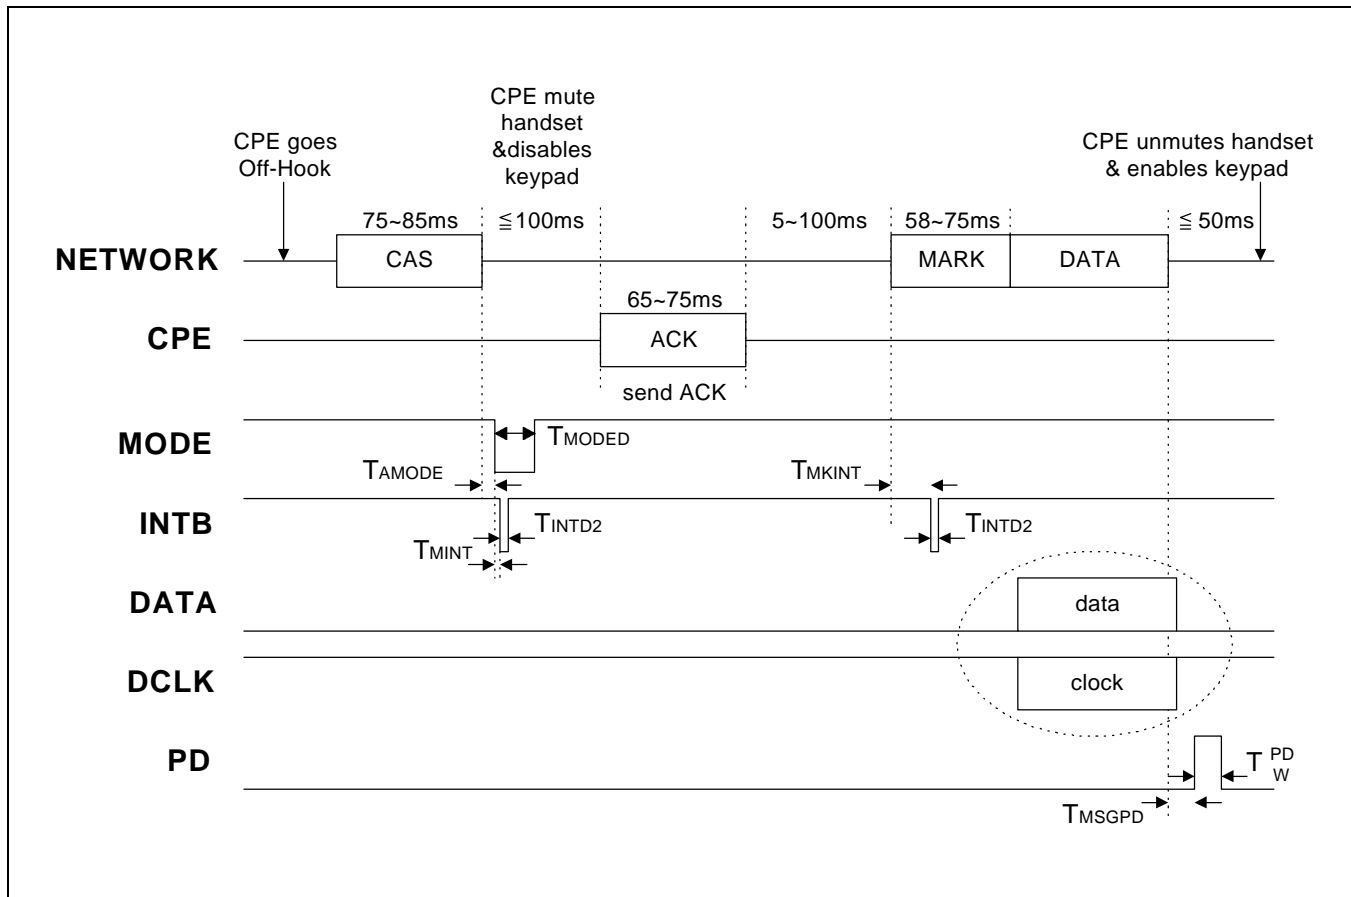 CPE mute
handset
&disables
keypad
CPE goes
Off-Hook
CPE unmutes handset
& enables keypad
75~85ms
≦100ms
5~100ms
58~75ms
≦ 50ms
NETWORK
CAS
MARK
DATA
65~75ms
CPE
ACK
send ACK
MODE
TMODED
TAMODE
TMKINT
INTB
TINTD2
TINTD2
TMINT
DATA
data
DCLK
clock
PD
T PD W
TMSGPD